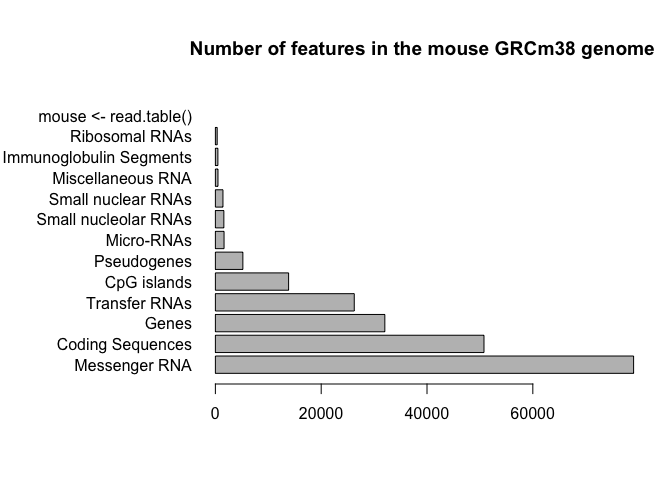 Number of features in the mouse GRCm38 genome
mouse <- read.table()
Ribosomal RNAs
Immunoglobulin Segments
Miscellaneous RNA
Small nuclear RNAs
Small nucleolar RNAs
Micro-RNAs
Pseudogenes
CpG islands
Transfer RNAs
Genes
Coding Sequences
Messenger RNA
0 20000 40000 60000